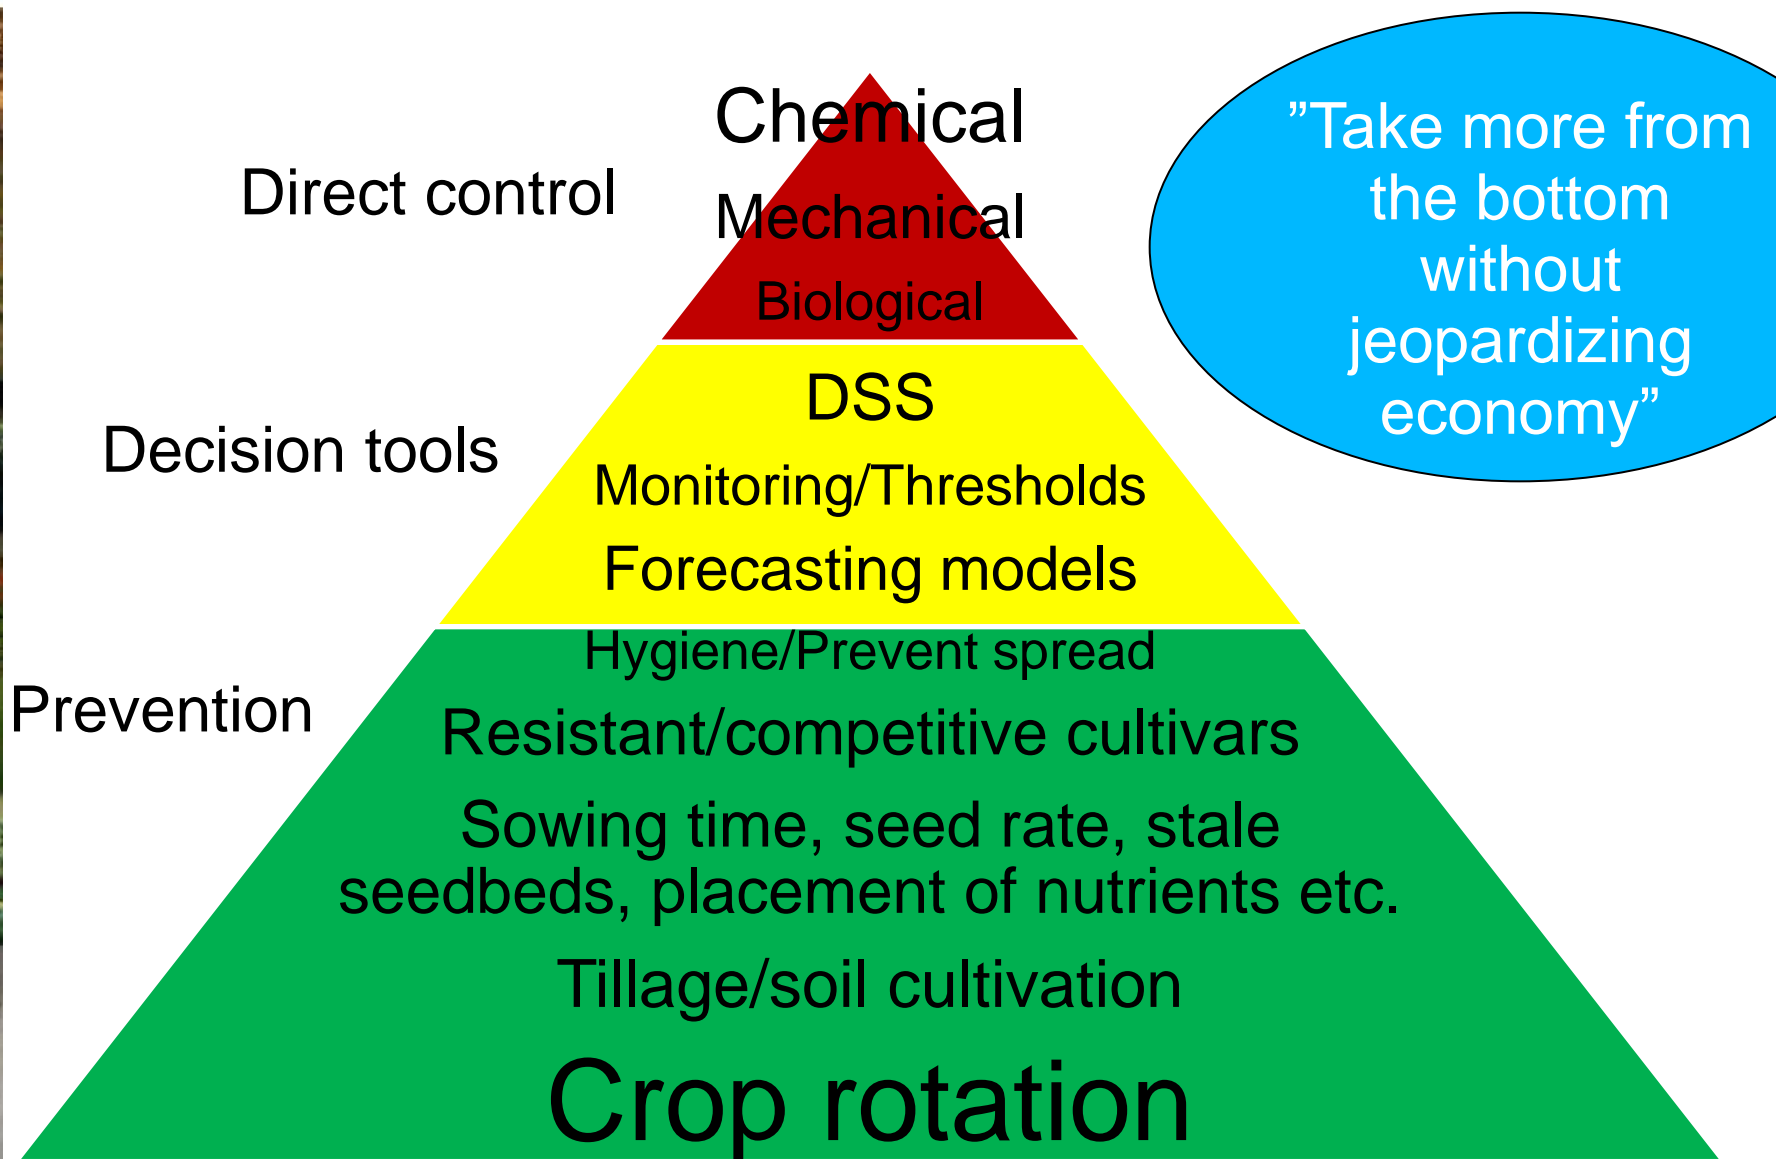 Chemical
Direct control
Mechanical
Biological
”Take more from
the bottom
without
jeopardizing
economy”
DSS
Decision tools
Monitoring/Thresholds
Forecasting models
Hygiene/Prevent spread
Prevention
Resistant/competitive cultivars
Sowing time, seed rate, stale
seedbeds, placement of nutrients etc.
Tillage/soil cultivation
Crop rotation